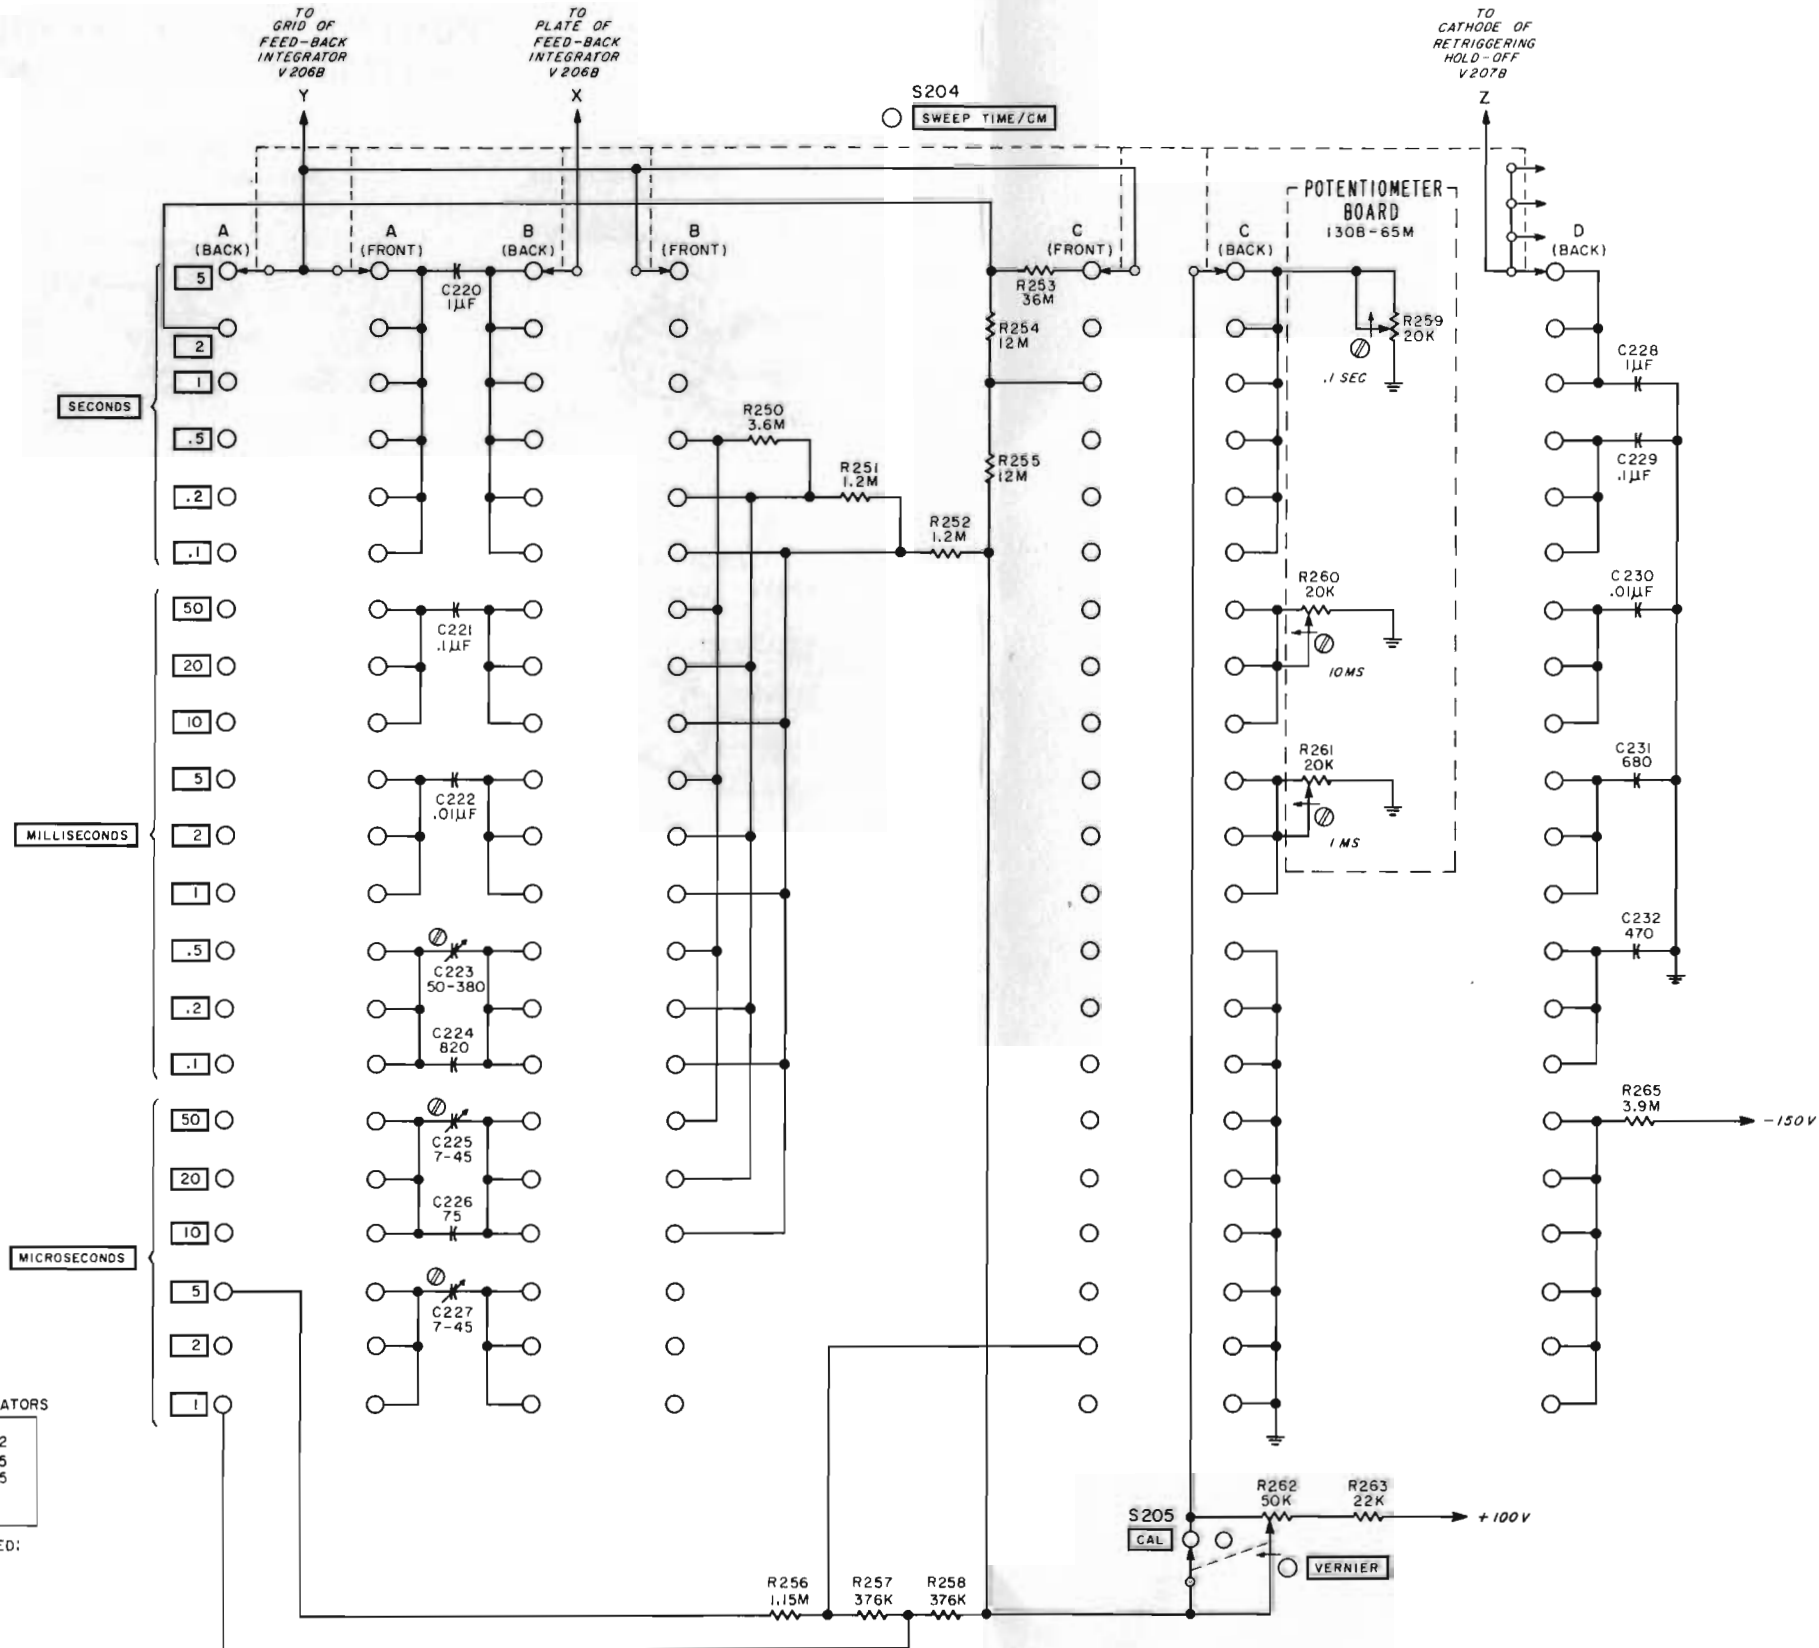 TO
GRID OF
FEED-BACK
INTEGRATOR
V206B
Y
TO
PLATE OF
FEED-BACK
INTEGRATOR
V206B
X
S204
SWEEP TIME/CM
TO
CATHODE OF
RETRIGGERING
HOLD-OFF
V207B
Z
POTENTIOMETER
BOARD
130B-65M
A
(BACK)
A
(FRONT)
B
(BACK)
B
(FRONT)
C
(FRONT)
C
(BACK)
D
(BACK)
SECONDS
5
2
1
.5
.2
.1
MILLISECONDS
50
20
10
5
2
1
.5
.2
.1
MICROSECONDS
50
20
10
5
2
1
C220
1µF
C221
.1µF
C222
.01µF
C223
50-380
C224
820
C225
7-45
C226
75
C227
7-45
R250
3.6M
R251
1.2M
R252
1.2M
R253
36M
R254
12M
R255
12M
R259
20K
.1 SEC
R260
20K
10MS
R261
20K
1 MS
C228
1µF
C229
.1µF
C230
.01µF
C231
680
C232
470
R265
3.9M
-150V
ATORS
2
5
5
ED:
S205
CAL
R262
50K
R263
22K
+100V
VERNIER
R256
1.15M
R257
376K
R258
376K